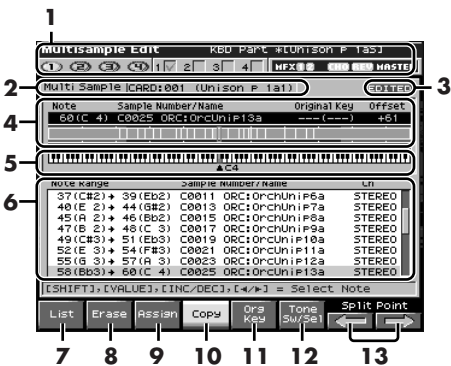 1
Multisample Edit KBD Part *[Unison P 1aS]
1 2 3 4 1 2 3 4 MFX 1 2 CHO REV MASTER
2 Multi Sample CARD:001 (Unison P 1a1) EDITED 3
4 Note Sample Number/Name Original Key Offset
60(C 4) C0025 ORC:OrcUniP13a ---(---) +61
5
▲C4
6 Note Range Sample Number/Name Ch
37(C#2)→ 39(Eb2) C0011 ORC:OrchUniP6a STEREO
40(E 2)→ 44(G#2) C0013 ORC:OrchUniP7a STEREO
45(A 2)→ 46(Bb2) C0015 ORC:OrchUniP8a STEREO
47(B 2)→ 48(C 3) C0017 ORC:OrchUniP9a STEREO
49(C#3)→ 51(Eb3) C0019 ORC:OrcUniP10a STEREO
52(E 3)→ 54(F#3) C0021 ORC:OrcUniP11a STEREO
55(G 3)→ 57(A 3) C0023 ORC:OrcUniP12a STEREO
58(Bb3)→ 60(C 4) C0025 ORC:OrcUniP13a STEREO
[SHIFT],[VALUE],[INC/DEC],[◀/▶] = Select Note
List Erase Assign Copy Org Key Tone Sw/Sel Split Point
7 8 9 10 11 12 13